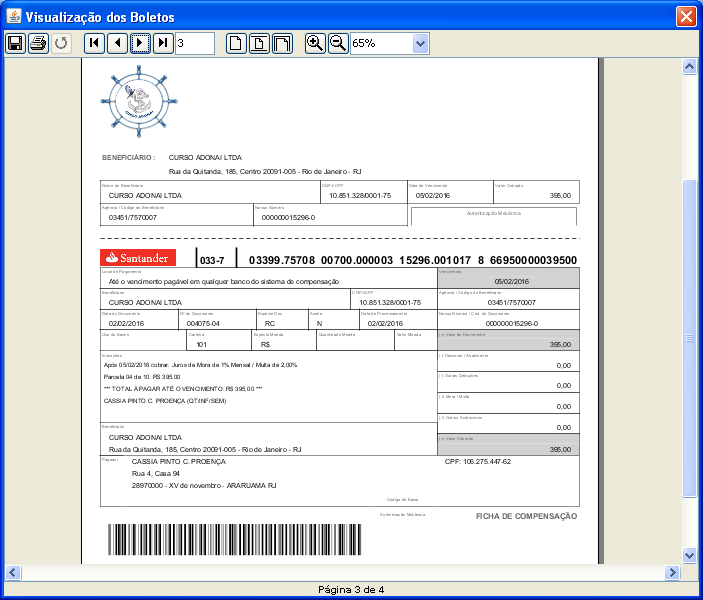 Visualização dos Boletos
3
65%
CURSO ADONAI
BENEFICIÁRIO : CURSO ADONAI LTDA
Rua da Quitanda, 185, Centro 20091-005 - Rio de Janeiro - RJ
Nome do Beneficiário CNPJ/CPF Data de Vencimento Valor Cobrado
CURSO ADONAI LTDA 10.851.328/0001-75 05/02/2016 395,00
Agência / Código do Beneficiário Nosso Número Autenticação Mecânica
03451/7570007 000000015296-0
Santander 033-7 03399.75708 00700.000003 15296.001017 8 66950000039500
Local de Pagamento Vencimento
Até o vencimento pagável em qualquer banco do sistema de compensação 05/02/2016
Beneficiário CNPJ/CPF Agência / Código do Beneficiário
CURSO ADONAI LTDA 10.851.328/0001-75 03451/7570007
Data do Documento Nº do Documento Espécie Doc. Aceite Data do Processamento Nosso Número / Cód. do Documento
02/02/2016 004075-04 RC N 02/02/2016 000000015296-0
Uso do Banco Carteira Espécie Moeda Quantidade Moeda Valor Moeda (=) Valor do Documento
101 R$ 395,00
Instruções (-) Desconto / Abatimento
Após 05/02/2016 cobrar: Juros de Mora de 1% Mensal / Multa de 2,00% 0,00
Parcela 04 de 10: R$ 395,00 (-) Outras Deduções
*** TOTAL À PAGAR ATÉ O VENCIMENTO: R$ 395,00 *** 0,00
CASSIA PINTO C. PROENÇA (QT/INF/SEM) (+) Mora / Multa
0,00
(+) Outros Acréscimos
Beneficiário 0,00
CURSO ADONAI LTDA (=) Valor Cobrado
Rua da Quitanda, 185, Centro 20091-005 - Rio de Janeiro - RJ 395,00
Pagador: CASSIA PINTO C. PROENÇA CPF: 106.275.447-62
Rua 4, Casa 94
28970000 - XV de novembro - ARARUAMA RJ
Código de Baixa
Autenticação Mecânica FICHA DE COMPENSAÇÃO
Página 3 de 4